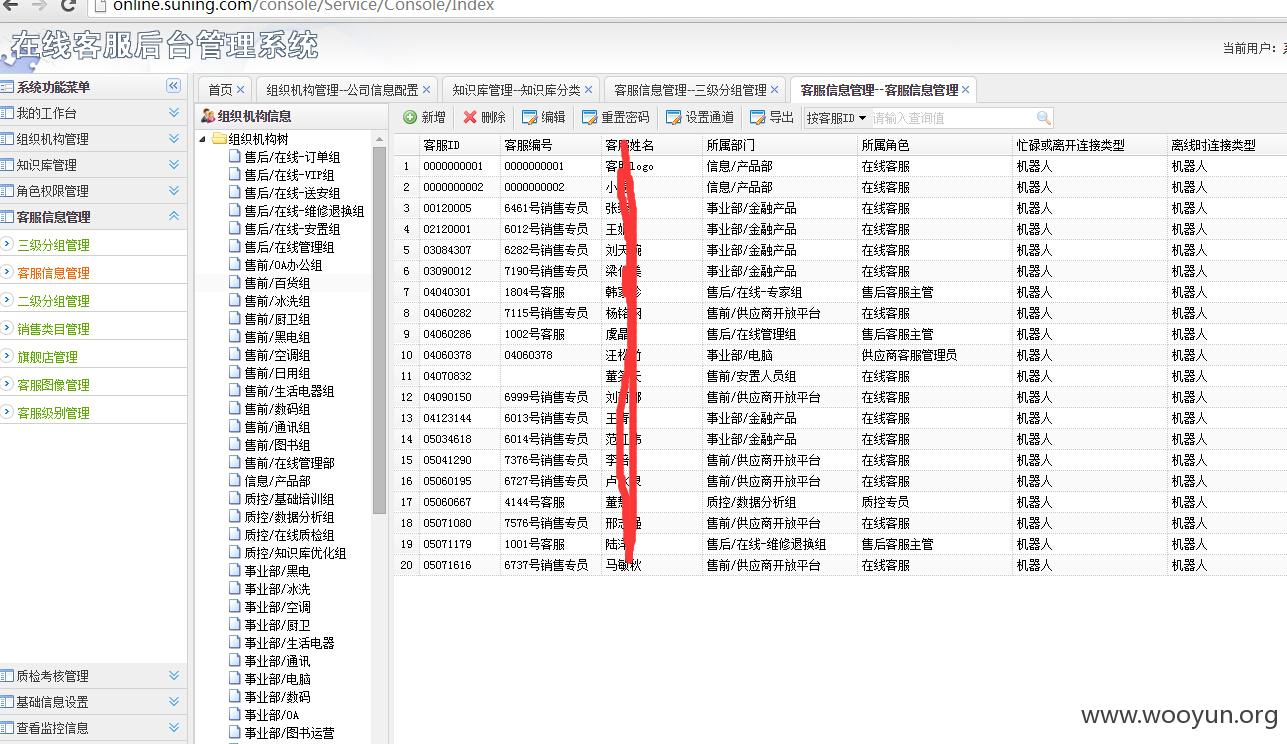 online.suning.com/console/Service/Console/Index
在线客服后台管理系统
当前用户：
系统功能菜单
我的工作台
组织机构管理
知识库管理
角色权限管理
客服信息管理
三级分组管理
客服信息管理
二级分组管理
销售类目管理
旗舰店管理
客服图像管理
客服级别管理
质检考核管理
基础信息设置
查看监控信息
首页 组织机构管理--公司信息配置 知识库管理--知识库分类 客服信息管理--三级分组管理 客服信息管理--客服信息管理
组织机构信息
组织机构树
售后/在线-订单组
售后/在线-VIP组
售后/在线-送安组
售后/在线-维修退换组
售后/在线-安置组
售后/在线管理组
售前/OA办公组
售前/百货组
售前/冰洗组
售前/厨卫组
售前/黑电组
售前/空调组
售前/日用组
售前/生活电器组
售前/数码组
售前/通讯组
售前/图书组
售前/在线管理部
信息/产品部
质控/基础培训组
质控/数据分析组
质控/在线质检组
质控/知识库优化组
事业部/黑电
事业部/冰洗
事业部/空调
事业部/厨卫
事业部/生活电器
事业部/通讯
事业部/电脑
事业部/数码
事业部/OA
事业部/图书运营
新增 删除 编辑 重置密码 设置通道 导出 按客服ID 请输入查询值
客服ID 客服编号 客服姓名 所属部门 所属角色 忙碌或离开连接类型 离线时连接类型
1 0000000001 0000000001 客服logo 信息/产品部 在线客服 机器人 机器人
2 0000000002 0000000002 小 信息/产品部 在线客服 机器人 机器人
3 00120005 6461号销售专员 张 事业部/金融产品 在线客服 机器人 机器人
4 02120001 6012号销售专员 王 事业部/金融产品 在线客服 机器人 机器人
5 03084307 6282号销售专员 刘天 事业部/金融产品 在线客服 机器人 机器人
6 03090012 7190号销售专员 梁 美 事业部/金融产品 在线客服 机器人 机器人
7 04040301 1804号客服 韩 售后/在线-专家组 售后客服主管 机器人 机器人
8 04060282 7115号销售专员 杨 售前/供应商开放平台 在线客服 机器人 机器人
9 04060286 1002号客服 虞晶 售后/在线管理组 售后客服主管 机器人 机器人
10 04060378 04060378 汪松 事业部/电脑 供应商客服管理员 机器人 机器人
11 04070832 董 天 售前/安置人员组 在线客服 机器人 机器人
12 04090150 6999号销售专员 刘 售前/供应商开放平台 在线客服 机器人 机器人
13 04123144 6013号销售专员 王 事业部/金融产品 在线客服 机器人 机器人
14 05034618 6014号销售专员 范 伟 事业部/金融产品 在线客服 机器人 机器人
15 05041290 7376号销售专员 李 售前/供应商开放平台 在线客服 机器人 机器人
16 05060195 6727号销售专员 卢 售前/供应商开放平台 在线客服 机器人 机器人
17 05060667 4144号客服 董 质控/数据分析组 质控专员 机器人 机器人
18 05071080 7576号销售专员 邢 强 售前/供应商开放平台 在线客服 机器人 机器人
19 05071179 1001号客服 陆 售后/在线-维修退换组 售后客服主管 机器人 机器人
20 05071616 6737号销售专员 马敏秋 售前/供应商开放平台 在线客服 机器人 机器人
www.wooyun.org